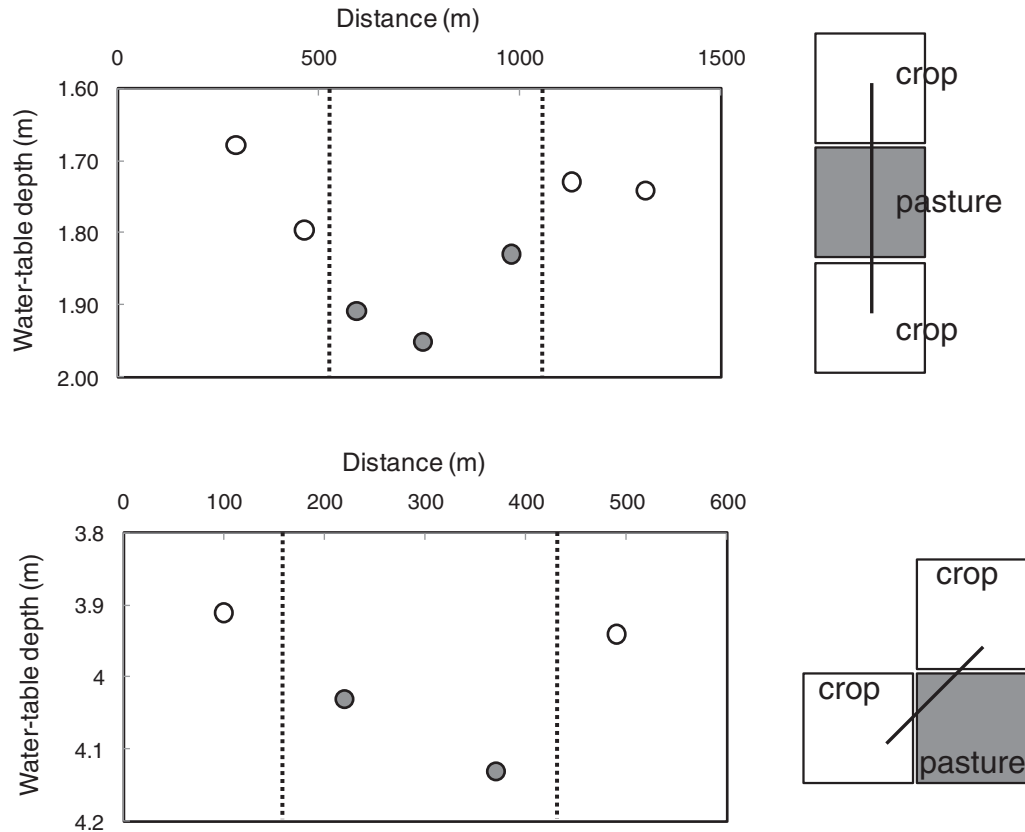 Distance (m)
0 500 1000 1500
Water-table depth (m)
1.60
1.70
1.80
1.90
2.00
crop
pasture
crop
Distance (m)
0 100 200 300 400 500 600
Water-table depth (m)
3.8
3.9
4
4.1
4.2
crop
crop
pasture